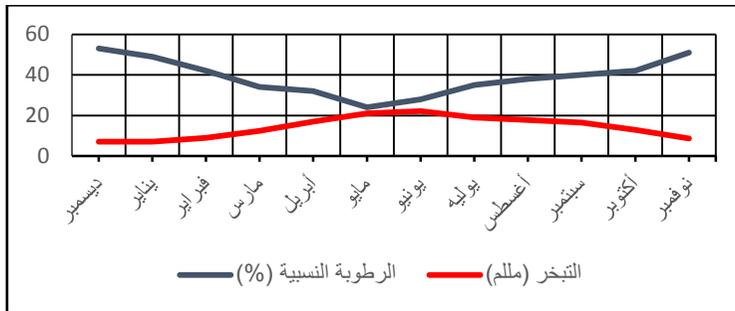 60
40
20
0
ديسمبر
يناير
فبراير
مارس
أبريل
مايو
يونيو
يوليه
أغسطس
سبتمبر
أكتوبر
نوفمبر
التبخر (مللم) الرطوبة النسبية (%)